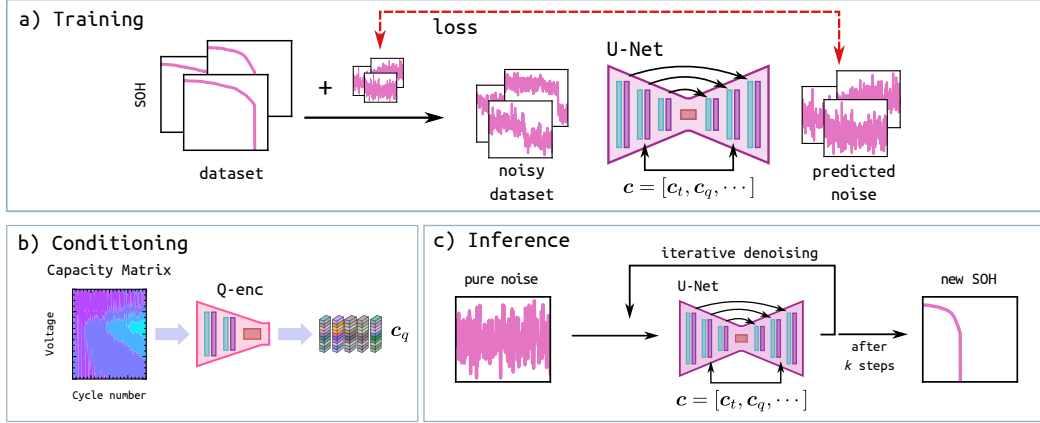 a) Training
loss
U-Net
SOH
+
dataset
noisy
dataset
c = [c_t, c_q, ⋯]
predicted
noise
b) Conditioning
Capacity Matrix
Q-enc
Voltage
c_q
Cycle number
c) Inference
iterative denoising
pure noise
U-Net
new SOH
after
k steps
c = [c_t, c_q, ⋯]